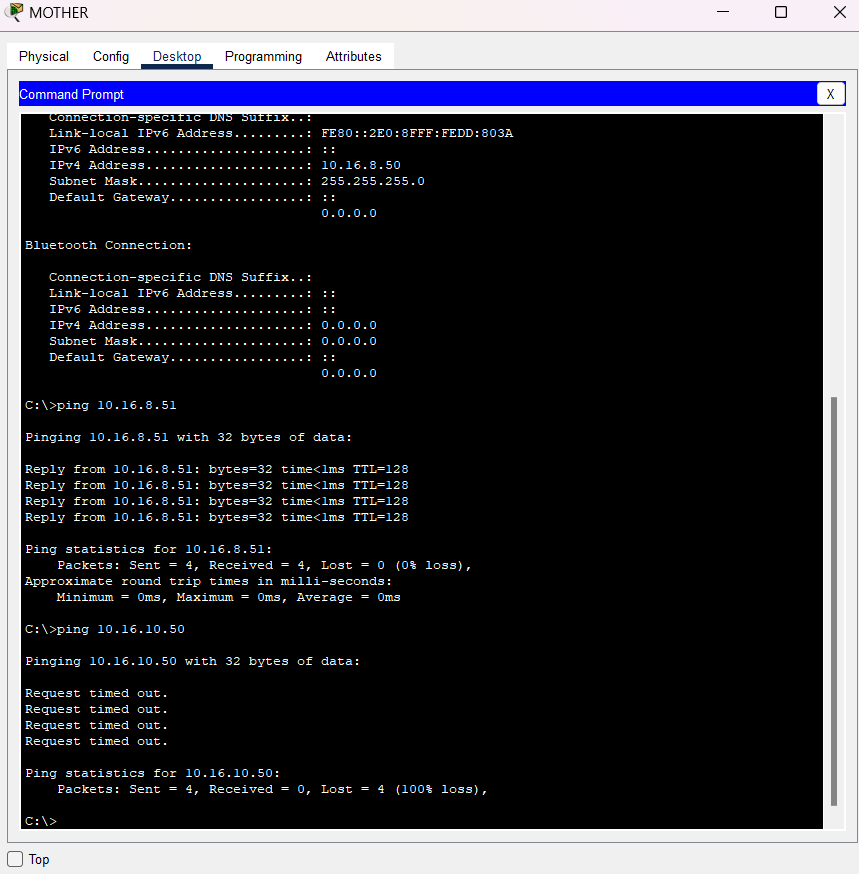 MOTHER
Physical Config Desktop Programming Attributes
Command Prompt X
Connection-specific DNS Suffix..:
Link-local IPv6 Address.........: FE80::2E0:8FFF:FEDD:803A
IPv6 Address....................: ::
IPv4 Address....................: 10.16.8.50
Subnet Mask.....................: 255.255.255.0
Default Gateway.................: ::
0.0.0.0
Bluetooth Connection:
Connection-specific DNS Suffix..:
Link-local IPv6 Address.........: ::
IPv6 Address....................: ::
IPv4 Address....................: 0.0.0.0
Subnet Mask.....................: 0.0.0.0
Default Gateway.................: ::
0.0.0.0
C:\>ping 10.16.8.51
Pinging 10.16.8.51 with 32 bytes of data:
Reply from 10.16.8.51: bytes=32 time<1ms TTL=128
Reply from 10.16.8.51: bytes=32 time<1ms TTL=128
Reply from 10.16.8.51: bytes=32 time<1ms TTL=128
Reply from 10.16.8.51: bytes=32 time<1ms TTL=128
Ping statistics for 10.16.8.51:
Packets: Sent = 4, Received = 4, Lost = 0 (0% loss),
Approximate round trip times in milli-seconds:
Minimum = 0ms, Maximum = 0ms, Average = 0ms
C:\>ping 10.16.10.50
Pinging 10.16.10.50 with 32 bytes of data:
Request timed out.
Request timed out.
Request timed out.
Request timed out.
Ping statistics for 10.16.10.50:
Packets: Sent = 4, Received = 0, Lost = 4 (100% loss),
C:\>
Top